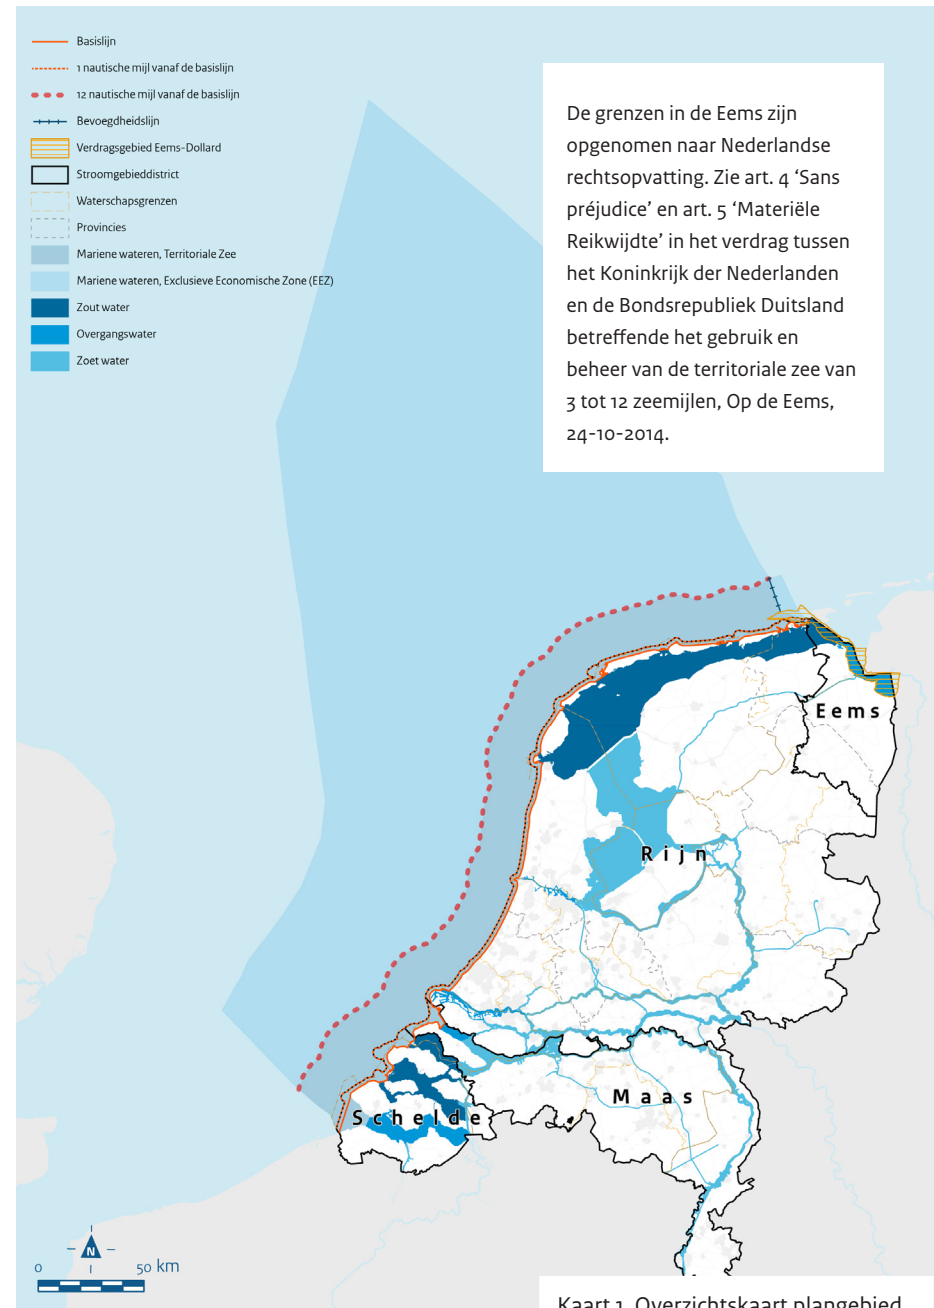 Basislijn
1 nautische mijl vanaf de basislijn
12 nautische mijl vanaf de basislijn
Bevoegdheidslijn
Verdragsgebied Eems-Dollard
Stroomgebieddistrict
Waterschapsgrenzen
Provincies
Mariene wateren, Territoriale Zee
Mariene wateren, Exclusieve Economische Zone (EEZ)
Zout water
Overgangswater
Zoet water
De grenzen in de Eems zijn
opgenomen naar Nederlandse
rechtsopvatting. Zie art. 4 ‘Sans
préjudice’ en art. 5 ‘Materiële
Reikwijdte’ in het verdrag tussen
het Koninkrijk der Nederlanden
en de Bondsrepubliek Duitsland
betreffende het gebruik en
beheer van de territoriale zee van
3 tot 12 zeemijlen, Op de Eems,
24-10-2014.
Eems
Rijn
Maas
Schelde
N
0 50 km
Kaart 1 Overzichtskaart plangebied